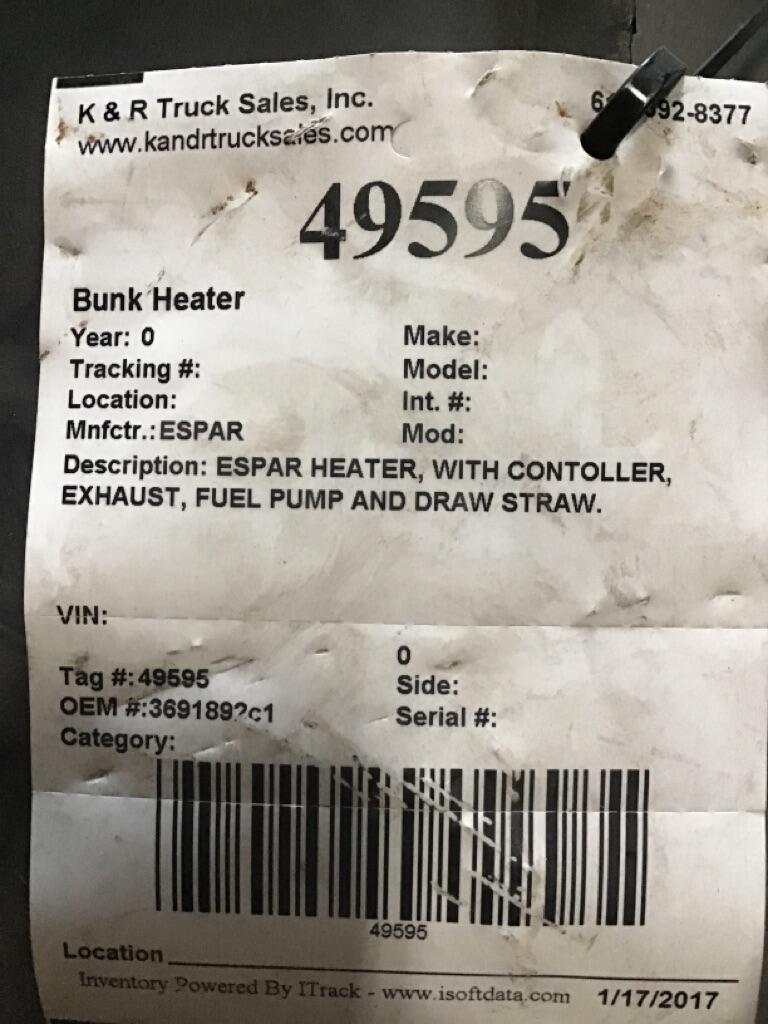 K & R Truck Sales, Inc.
www.kandrtrucksales.com
49595
Bunk Heater
Year: 0 Make:
Tracking #: Model:
Location: Int. #:
Mnfctr.: ESPAR Mod:
Description: ESPAR HEATER, WITH CONTOLLER,
EXHAUST, FUEL PUMP AND DRAW STRAW.
VIN:
0
Tag #: 49595 Side:
OEM #: Serial #:
Category:
49595
Location
Inventory Powered By ITrack - www.isoftdata.com 1/17/2017